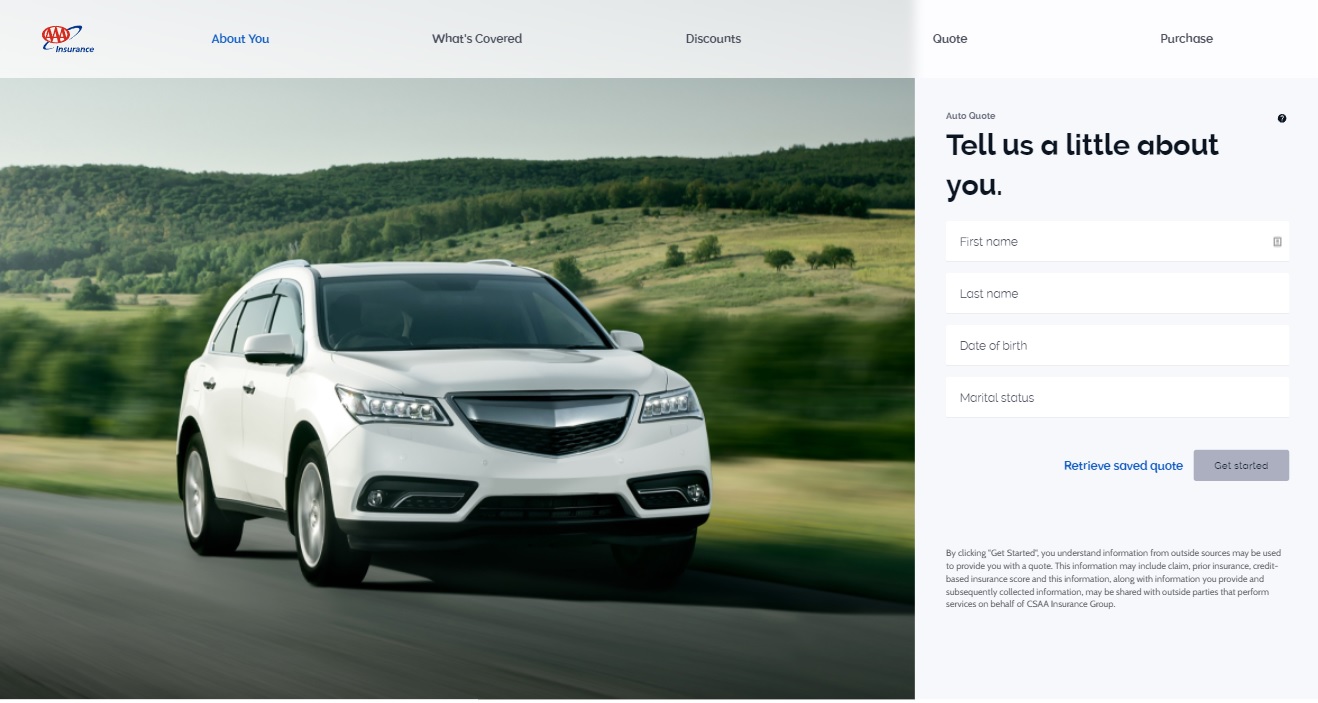 AAA
Insurance
About You
What's Covered
Discounts
Quote
Purchase
Auto Quote
Tell us a little about
you.
First name
Last name
Date of birth
Marital status
Retrieve saved quote
Get started
By clicking "Get Started", you understand information from outside sources may be used
to provide you with a quote. This information may include claim, prior insurance, credit-
based insurance score and this information, along with information you provide and
subsequently collected information, may be shared with outside parties that perform
services on behalf of CSAA Insurance Group.